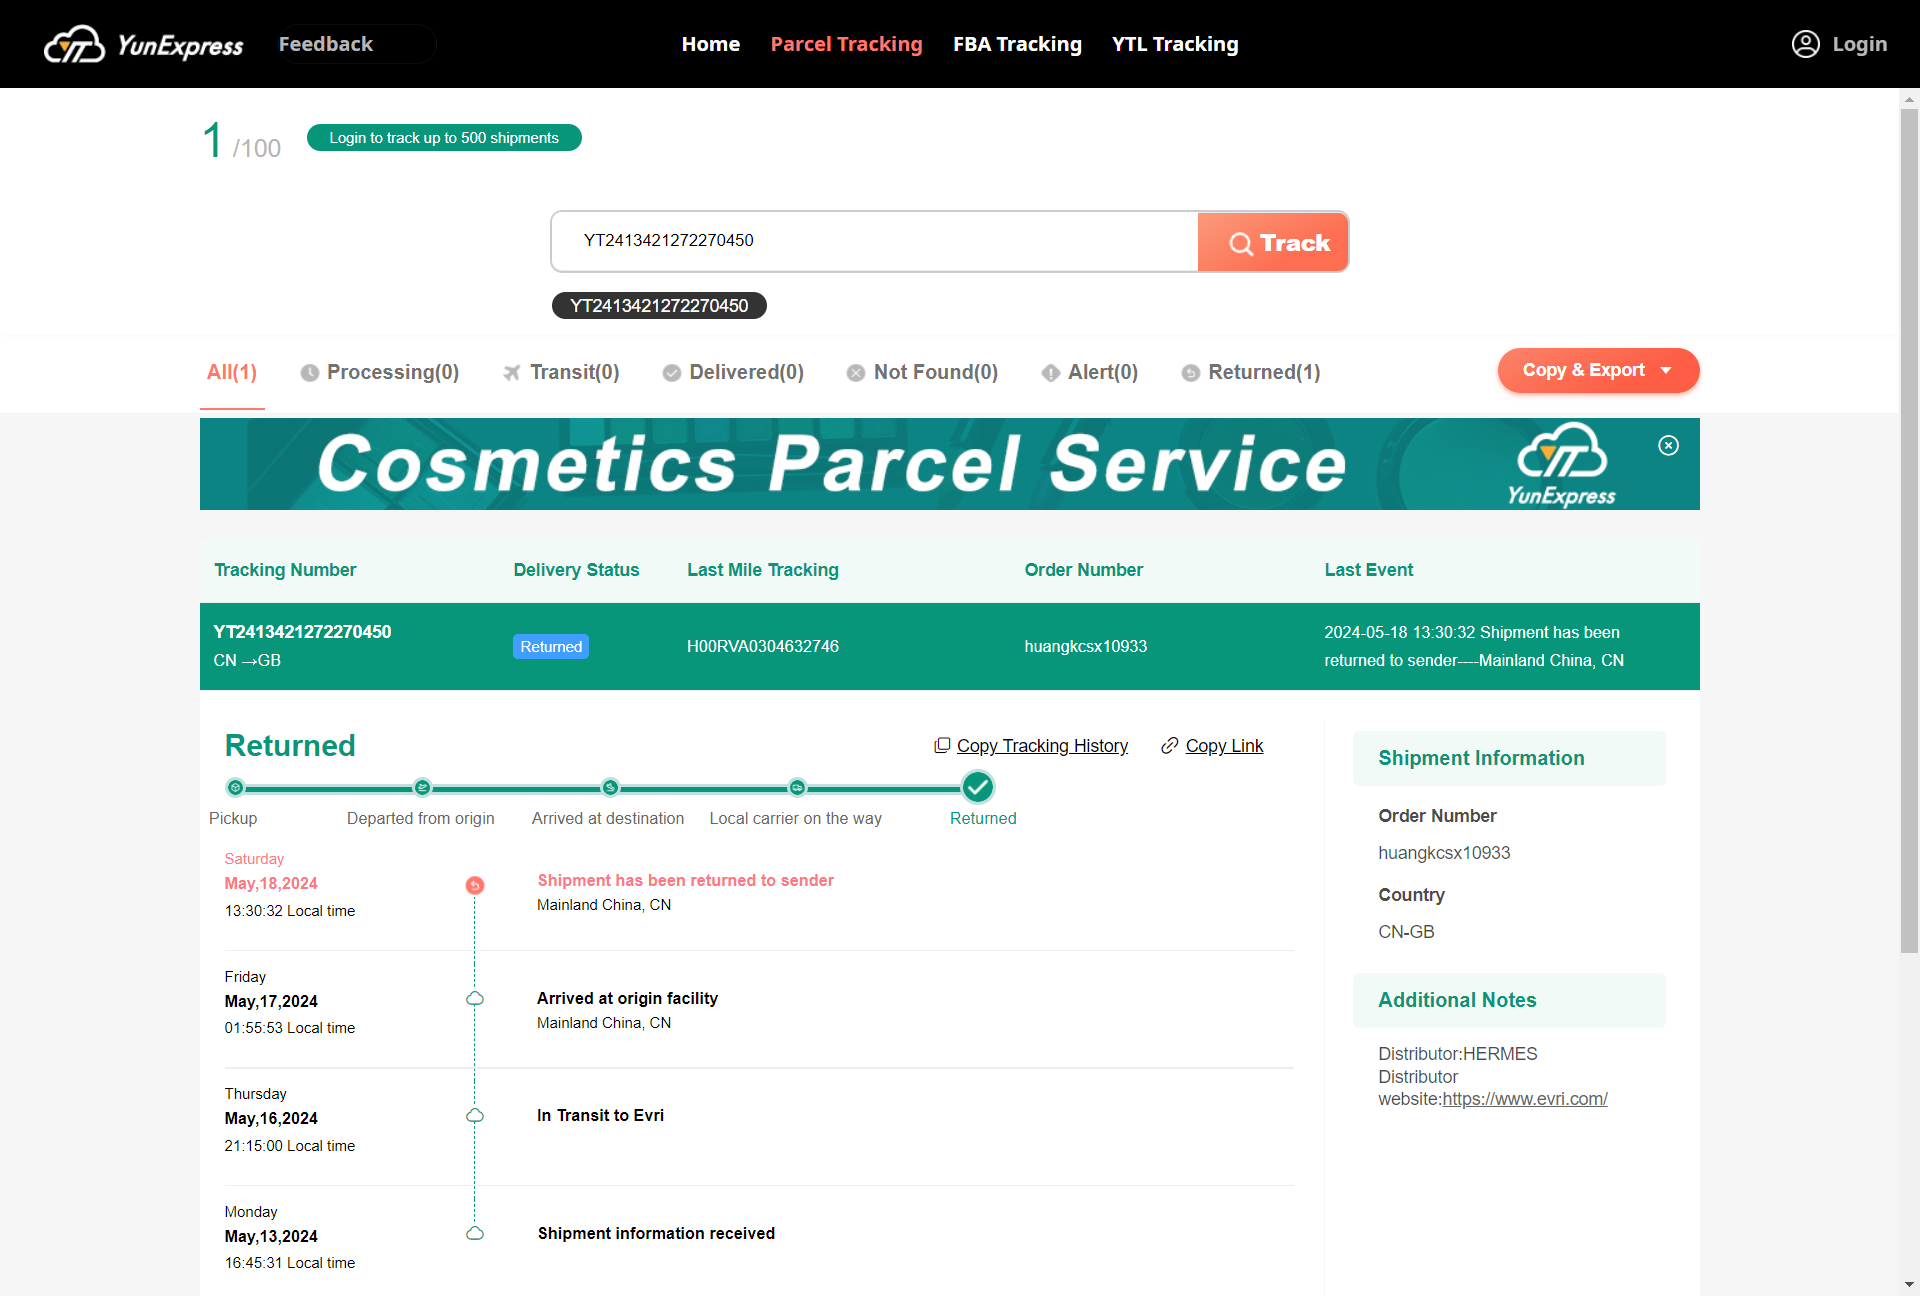 YunExpress
Feedback
Home
Parcel Tracking
FBA Tracking
YTL Tracking
Login
1 /100
Login to track up to 500 shipments
YT2413421272270450
Track
YT2413421272270450
All(1)
Processing(0)
Transit(0)
Delivered(0)
Not Found(0)
Alert(0)
Returned(1)
Copy & Export
Cosmetics Parcel Service
YunExpress
Tracking Number
Delivery Status
Last Mile Tracking
Order Number
Last Event
YT2413421272270450
CN →GB
Returned
H00RVA0304632746
huangkcsx10933
2024-05-18 13:30:32 Shipment has been
returned to sender----Mainland China, CN
Returned
Copy Tracking History
Copy Link
Pickup
Departed from origin
Arrived at destination
Local carrier on the way
Returned
Saturday
May,18,2024
13:30:32 Local time
Shipment has been returned to sender
Mainland China, CN
Friday
May,17,2024
01:55:53 Local time
Arrived at origin facility
Mainland China, CN
Thursday
May,16,2024
21:15:00 Local time
In Transit to Evri
Monday
May,13,2024
16:45:31 Local time
Shipment information received
Shipment Information
Order Number
huangkcsx10933
Country
CN-GB
Additional Notes
Distributor:HERMES
Distributor
website:https://www.evri.com/